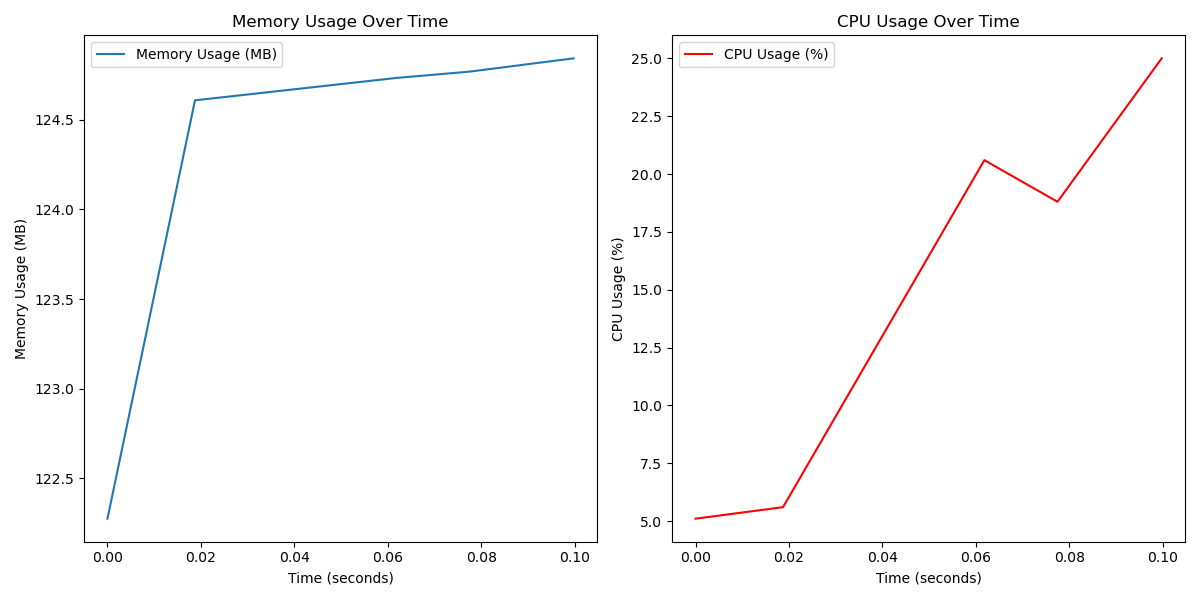 Memory Usage Over Time
Memory Usage (MB)
Memory Usage (MB)
124.5
124.0
123.5
123.0
122.5
0.00 0.02 0.04 0.06 0.08 0.10
Time (seconds)
CPU Usage Over Time
CPU Usage (%)
CPU Usage (%)
25.0
22.5
20.0
17.5
15.0
12.5
10.0
7.5
5.0
0.00 0.02 0.04 0.06 0.08 0.10
Time (seconds)